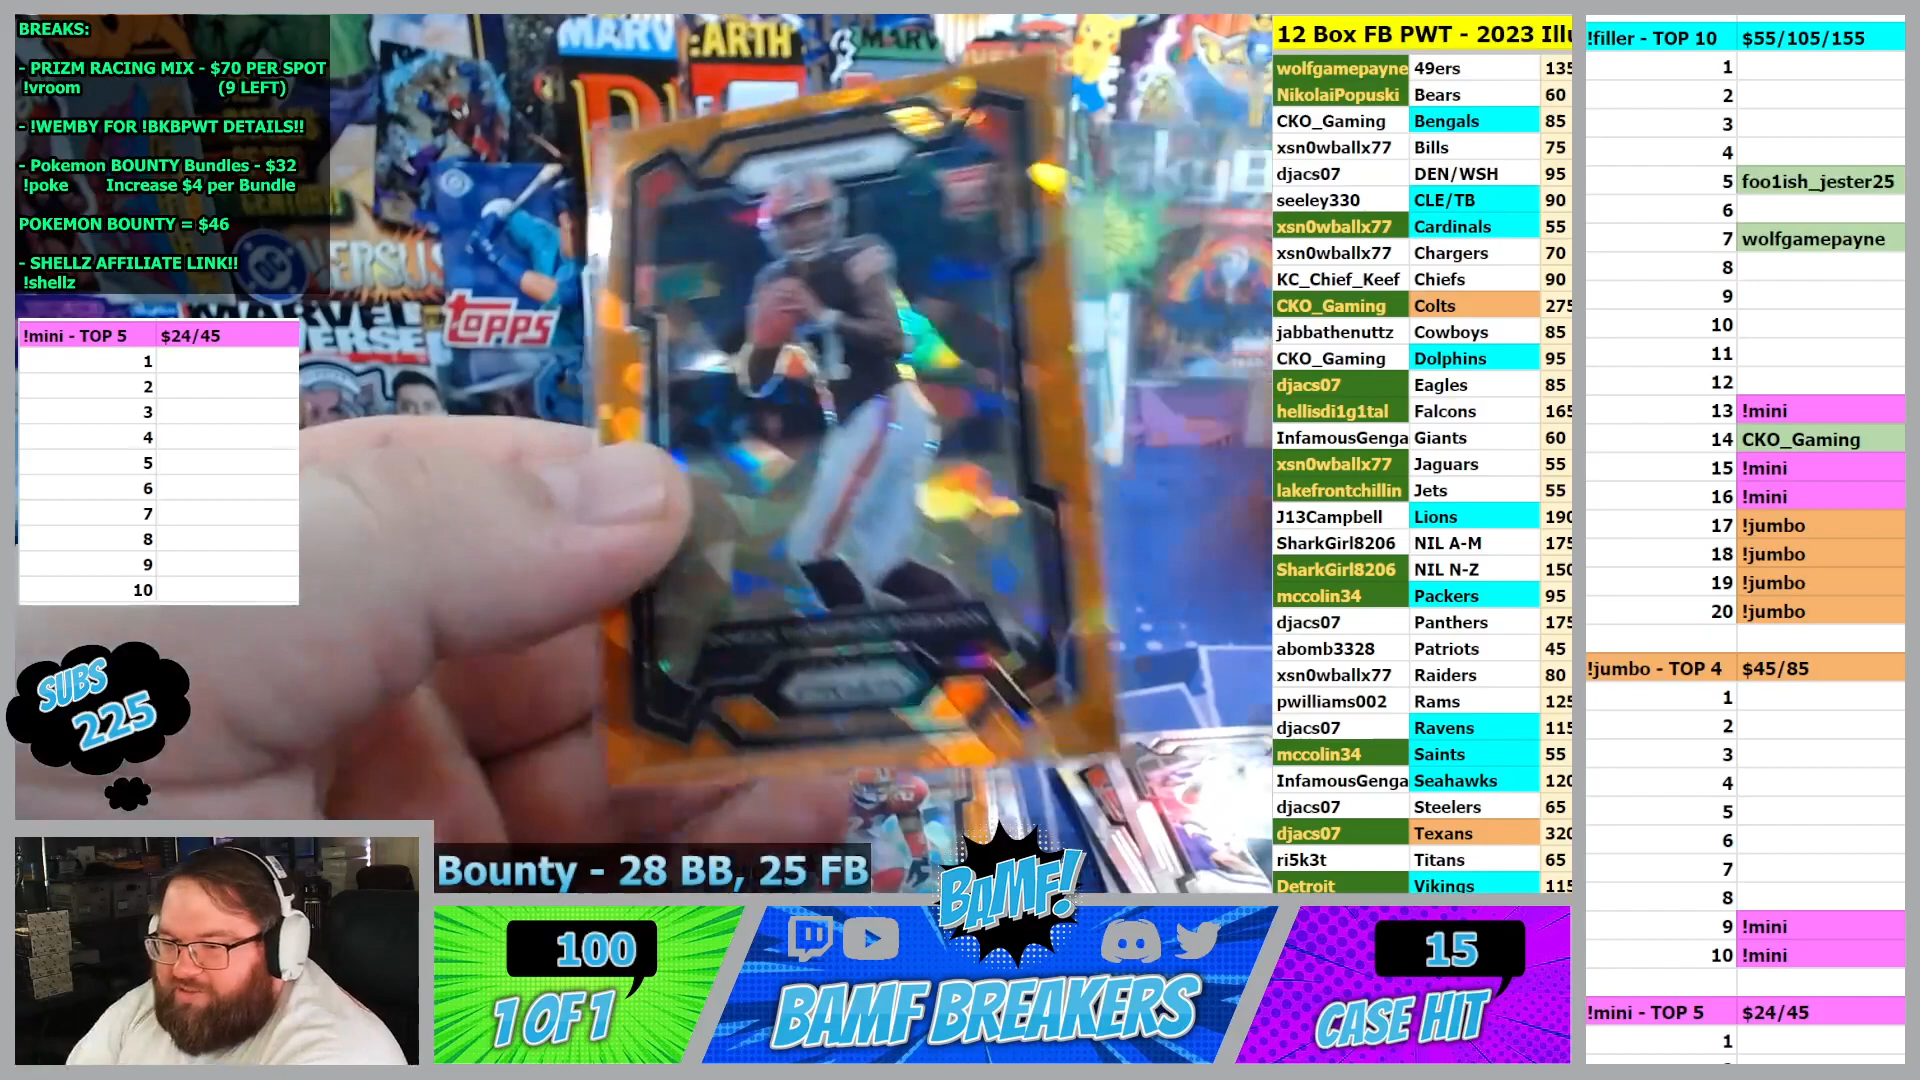 BREAKS:
- PRIZM RACING MIX - $70 PER SPOT
!vroom (9 LEFT)
- !WEMBY FOR !BKBPWT DETAILS!!
- Pokemon BOUNTY Bundles - $32
!poke Increase $4 per Bundle
POKEMON BOUNTY = $46
- SHELLZ AFFILIATE LINK!!
!shellz
!mini - TOP 5 $24/45
1
2
3
4
5
6
7
8
9
10
SUBS
225
MARV
EARTH
MARV
VERSUS
DC
topps
MARVEL
Bounty - 28 BB, 25 FB
BAMF!
100
1 OF 1
BAMF BREAKERS
15
CASE HIT
12 Box FB PWT - 2023 Illu
wolfgamepayne 49ers 135
NikolaiPopuski Bears 60
CKO_Gaming Bengals 85
xsn0wballx77 Bills 75
djacs07 DEN/WSH 95
seeley330 CLE/TB 90
xsn0wballx77 Cardinals 55
xsn0wballx77 Chargers 70
KC_Chief_Keef Chiefs 90
CKO_Gaming Colts 275
jabbathenuttz Cowboys 85
CKO_Gaming Dolphins 95
djacs07 Eagles 85
hellisdi1g1tal Falcons 165
InfamousGenga Giants 60
xsn0wballx77 Jaguars 55
lakefrontchillin Jets 55
J13Campbell Lions 190
SharkGirl8206 NIL A-M 175
SharkGirl8206 NIL N-Z 150
mccolin34 Packers 95
djacs07 Panthers 175
abomb3328 Patriots 45
xsn0wballx77 Raiders 80
pwilliams002 Rams 125
djacs07 Ravens 115
mccolin34 Saints 55
InfamousGenga Seahawks 120
djacs07 Steelers 65
djacs07 Texans 320
ri5k3t Titans 65
Detroit Vikings 115
!filler - TOP 10 $55/105/155
1
2
3
4
5 foo1ish_jester25
6
7 wolfgamepayne
8
9
10
11
12
13 !mini
14 CKO_Gaming
15 !mini
16 !mini
17 !jumbo
18 !jumbo
19 !jumbo
20 !jumbo
!jumbo - TOP 4 $45/85
1
2
3
4
5
6
7
8
9 !mini
10 !mini
!mini - TOP 5 $24/45
1